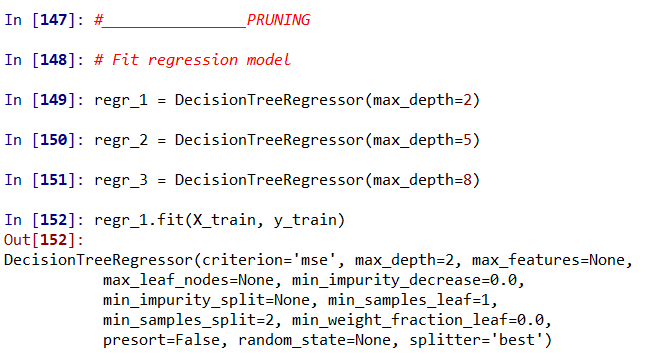 In [147]: #________________PRUNING
In [148]: # Fit regression model
In [149]: regr_1 = DecisionTreeRegressor(max_depth=2)
In [150]: regr_2 = DecisionTreeRegressor(max_depth=5)
In [151]: regr_3 = DecisionTreeRegressor(max_depth=8)
In [152]: regr_1.fit(X_train, y_train)
Out[152]:
DecisionTreeRegressor(criterion='mse', max_depth=2, max_features=None,
           max_leaf_nodes=None, min_impurity_decrease=0.0,
           min_impurity_split=None, min_samples_leaf=1,
           min_samples_split=2, min_weight_fraction_leaf=0.0,
           presort=False, random_state=None, splitter='best')